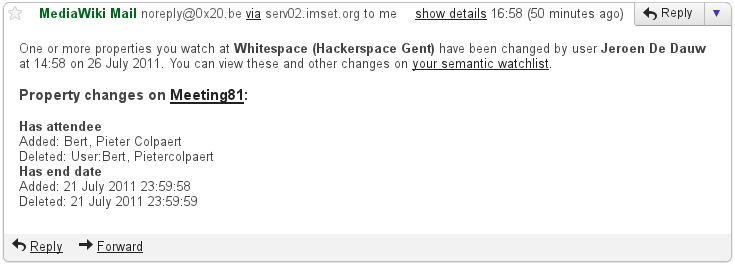 MediaWiki Mail noreply@0x20.be via serv02.imset.org to me show details 16:58 (50 minutes ago) Reply
One or more properties you watch at Whitespace (Hackerspace Gent) have been changed by user Jeroen De Dauw
at 14:58 on 26 July 2011. You can view these and other changes on your semantic watchlist.
Property changes on Meeting81:
Has attendee
Added: Bert, Pieter Colpaert
Deleted: User:Bert, Pietercolpaert
Has end date
Added: 21 July 2011 23:59:58
Deleted: 21 July 2011 23:59:59
Reply Forward